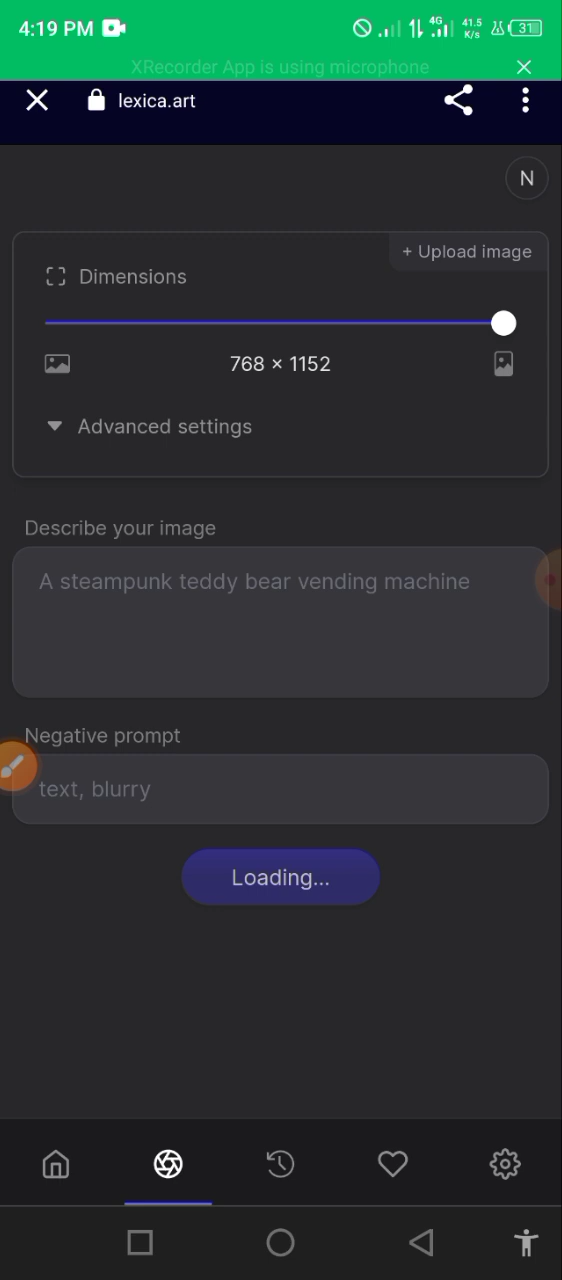 4:19 PM 4G 41.5 K/s 31
XRecorder App is using microphone
lexica.art
N
+ Upload image
Dimensions
768 × 1152
Advanced settings
Describe your image
A steampunk teddy bear vending machine
Negative prompt
text, blurry
Loading...